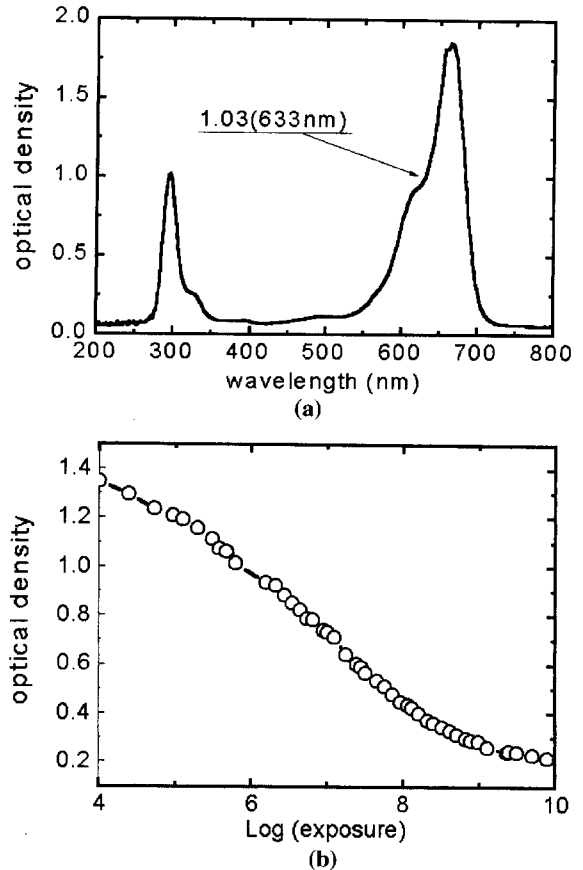 2.0
1.5
1.0
0.5
0.0
optical density
1.03(633nm)
200 300 400 500 600 700 800
wavelength (nm)
(a)
1.4
1.2
1.0
0.8
0.6
0.4
0.2
optical density
4 6 8 10
Log (exposure)
(b)